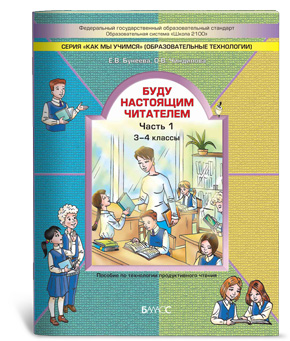 Федеральный государственный образовательный стандарт
Образовательная система «Школа 2100»
СЕРИЯ «КАК МЫ УЧИМСЯ» (ОБРАЗОВАТЕЛЬНЫЕ ТЕХНОЛОГИИ)
Е.В. Бунеева, О.В. Чиндилова
БУДУ
НАСТОЯЩИМ
ЧИТАТЕЛЕМ
Часть 1
3–4 классы
Пособие по технологии продуктивного чтения
БАЛАСС